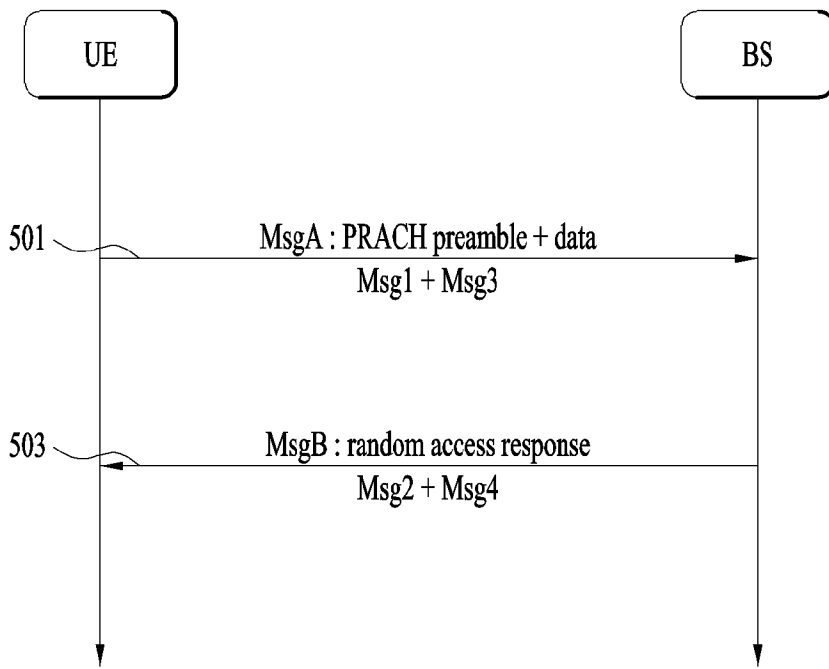 UE
BS
501
MsgA : PRACH preamble + data
Msg1 + Msg3
503
MsgB : random access response
Msg2 + Msg4